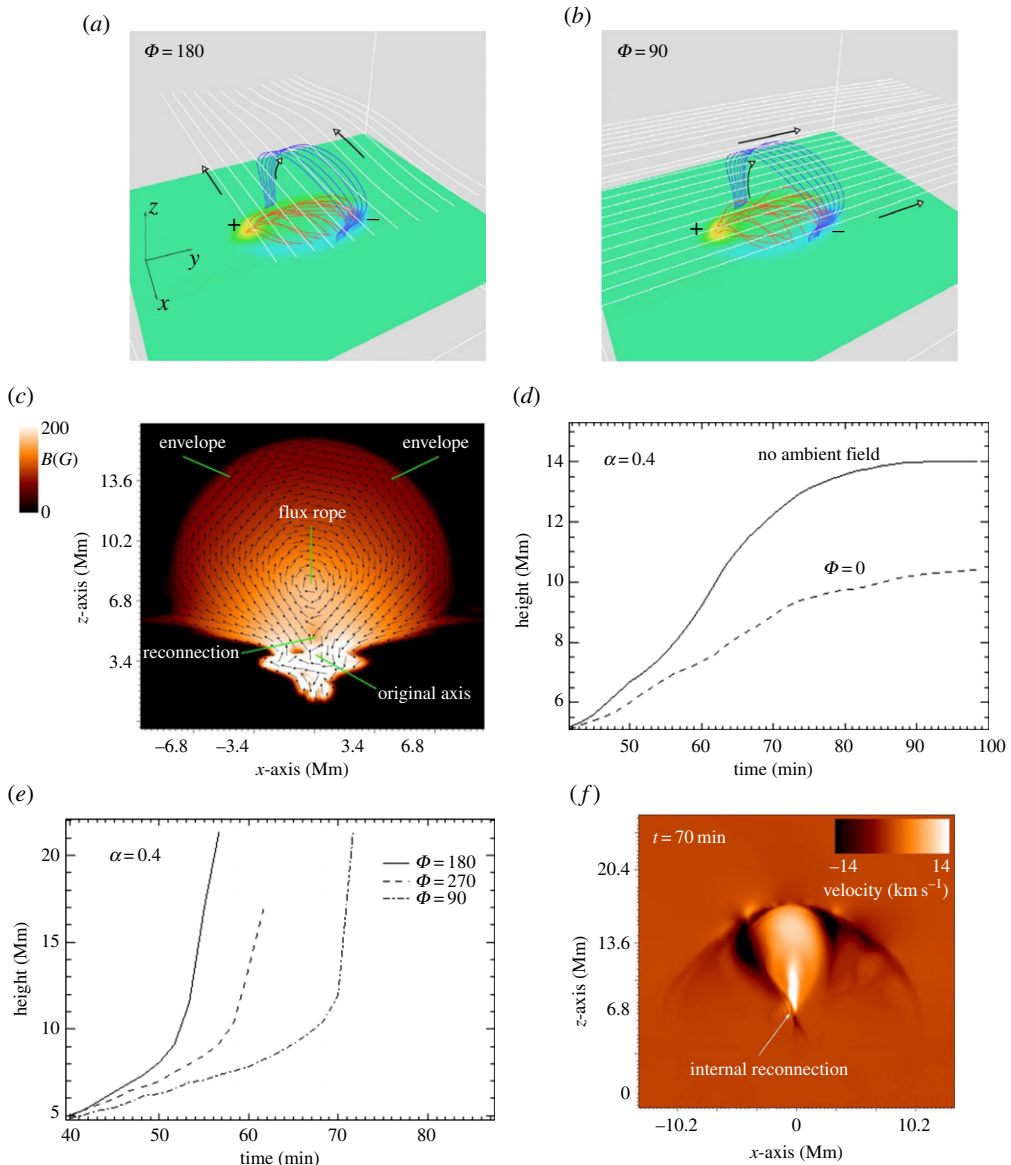 (a)
Φ = 180
z
y
x
+
–
(b)
Φ = 90
+
–
(c)
200
B(G)
0
envelope
envelope
flux rope
reconnection
original axis
z-axis (Mm)
13.6
10.2
6.8
3.4
–6.8
–3.4
3.4
6.8
x-axis (Mm)
(d)
α = 0.4
no ambient field
Φ = 0
height (Mm)
14
12
10
8
6
50
60
70
80
90
100
time (min)
(e)
α = 0.4
Φ = 180
Φ = 270
Φ = 90
height (Mm)
20
15
10
5
40
50
60
70
80
time (min)
(f)
t = 70 min
–14
14
velocity (km s⁻¹)
internal reconnection
z-axis (Mm)
20.4
13.6
6.8
0
–10.2
0
10.2
x-axis (Mm)